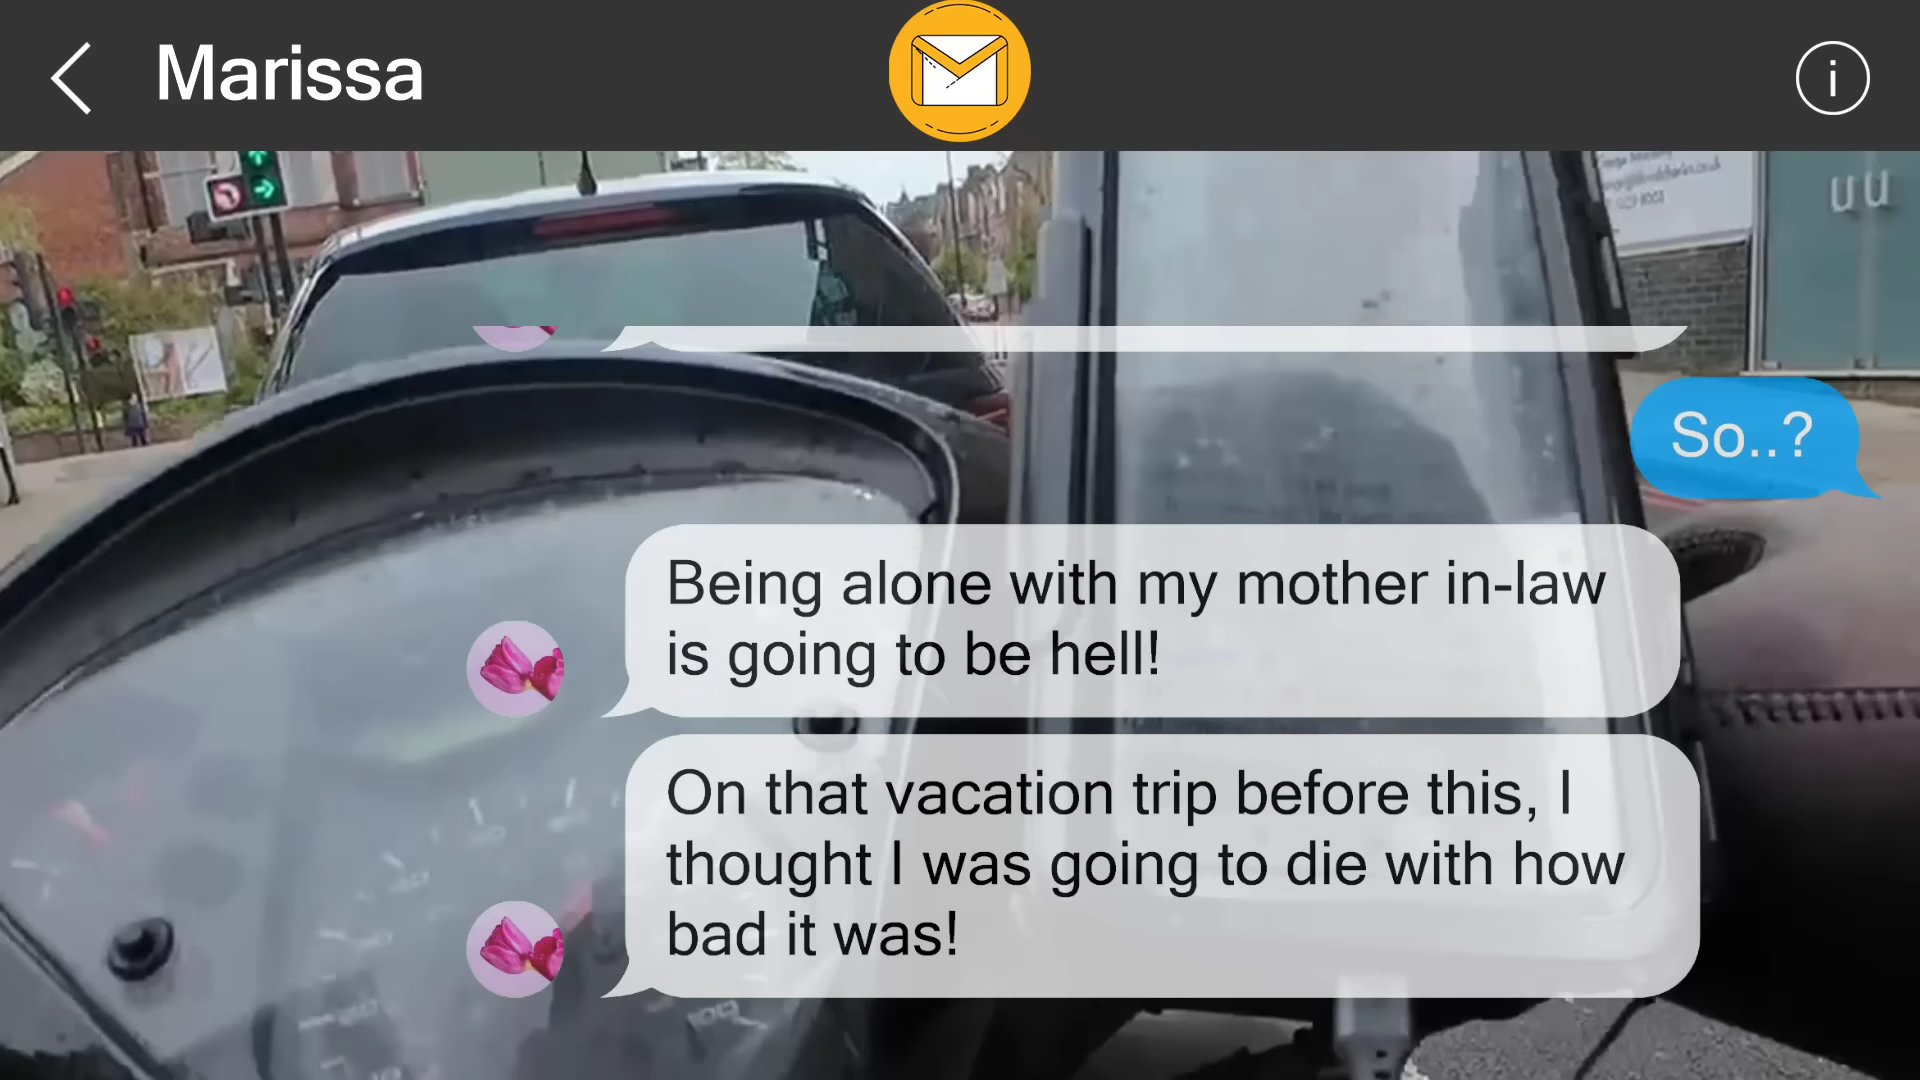 Marissa
i
So..?
Being alone with my mother in-law
is going to be hell!
On that vacation trip before this, I
thought I was going to die with how
bad it was!